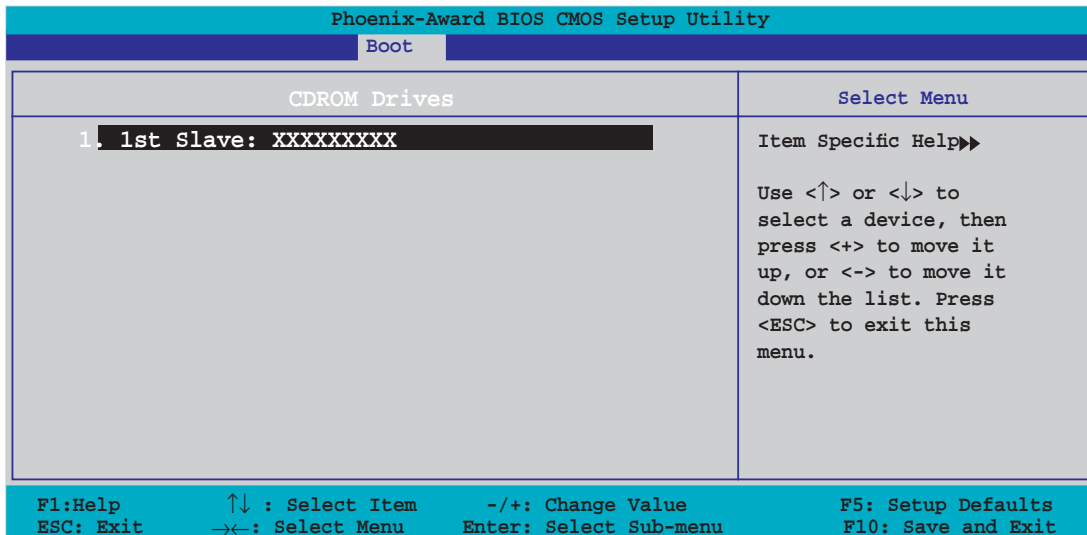 Phoenix-Award BIOS CMOS Setup Utility
Boot
CDROM Drives
Select Menu
1. 1st Slave: XXXXXXXXX
Item Specific Help▶▶
Use <↑> or <↓> to
select a device, then
press <+> to move it
up, or <-> to move it
down the list. Press
<ESC> to exit this
menu.
F1:Help ↑↓ : Select Item -/+: Change Value F5: Setup Defaults
ESC: Exit →←: Select Menu Enter: Select Sub-menu F10: Save and Exit